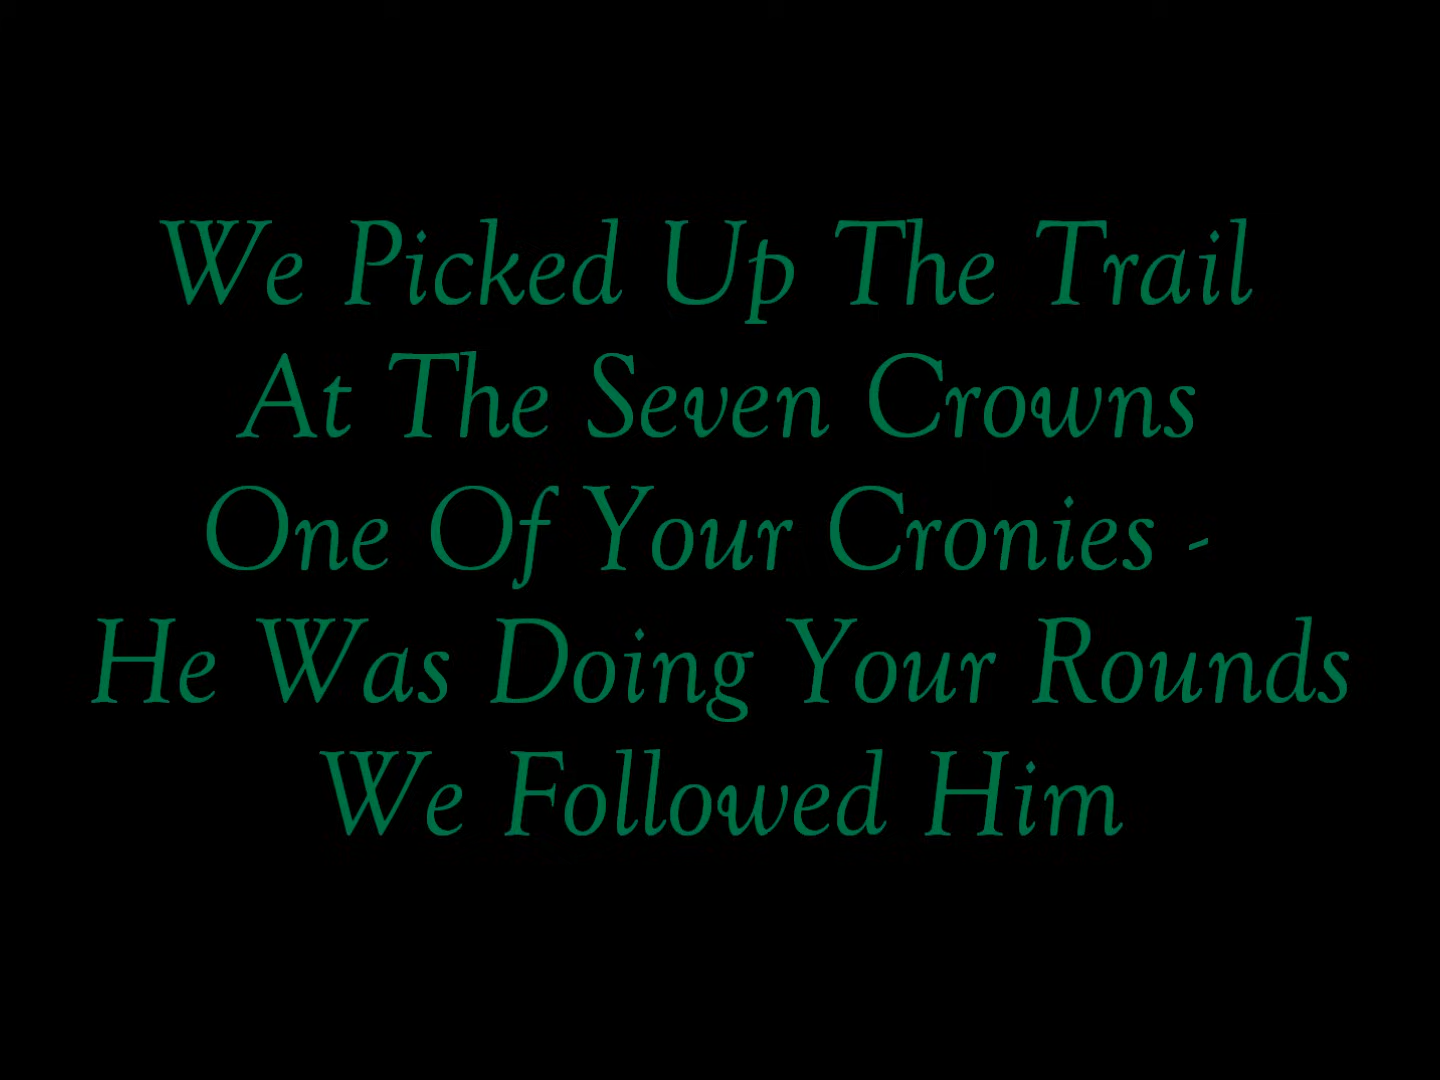 We Picked Up The Trail
At The Seven Crowns
One Of Your Cronies -
He Was Doing Your Rounds
We Followed Him